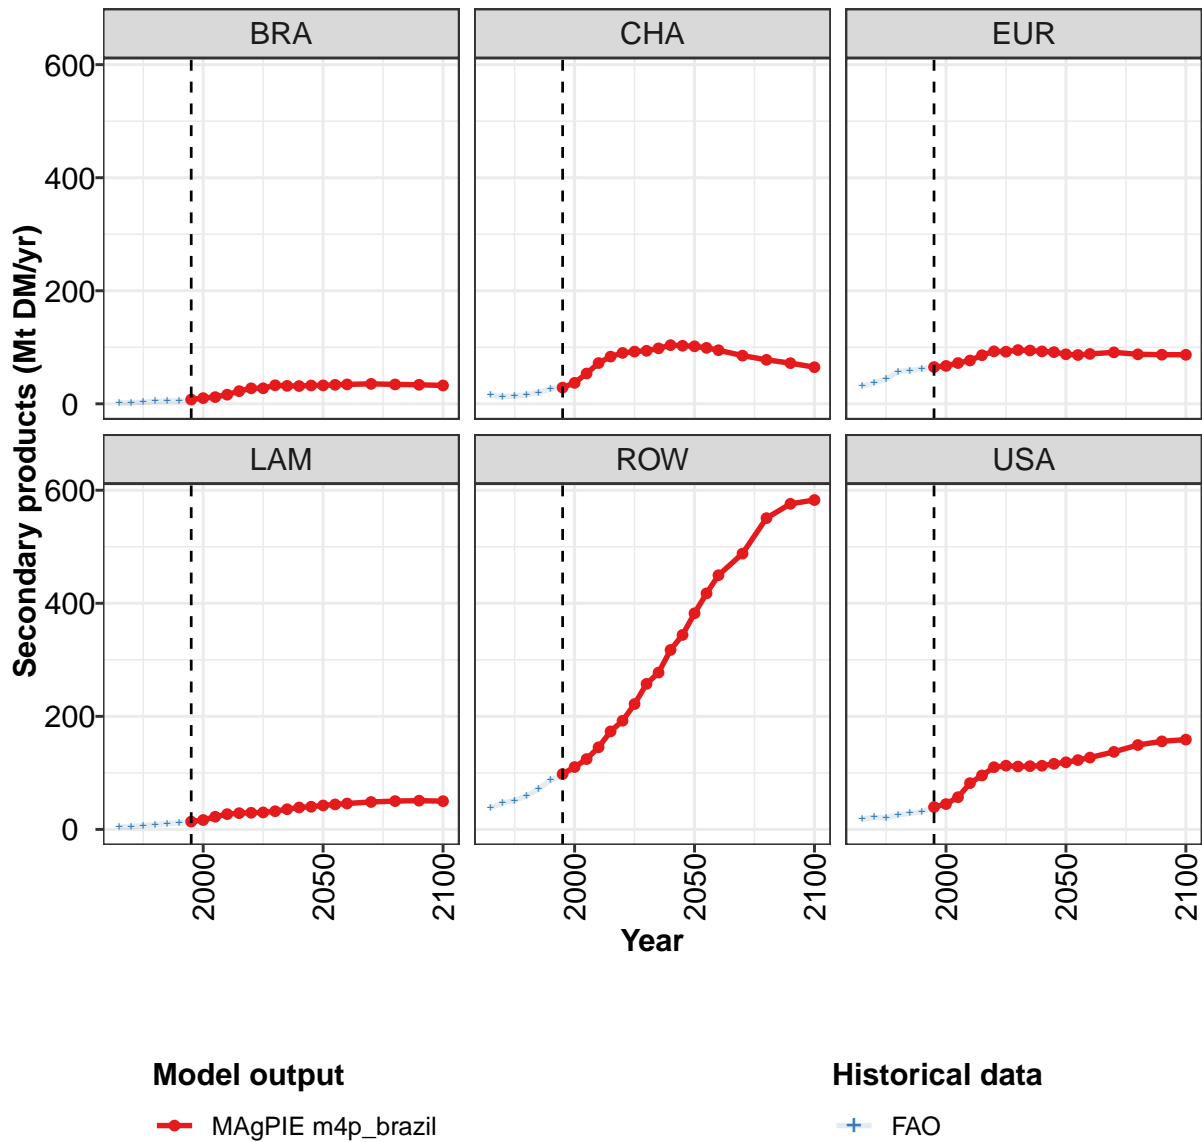 BRA CHA EUR
600
400
200
0
LAM ROW USA
600
400
200
0
Secondary products (Mt DM/yr)
2000 2050 2100 2000 2050 2100 2000 2050 2100
Year
Model output Historical data
MAgPIE m4p_brazil FAO